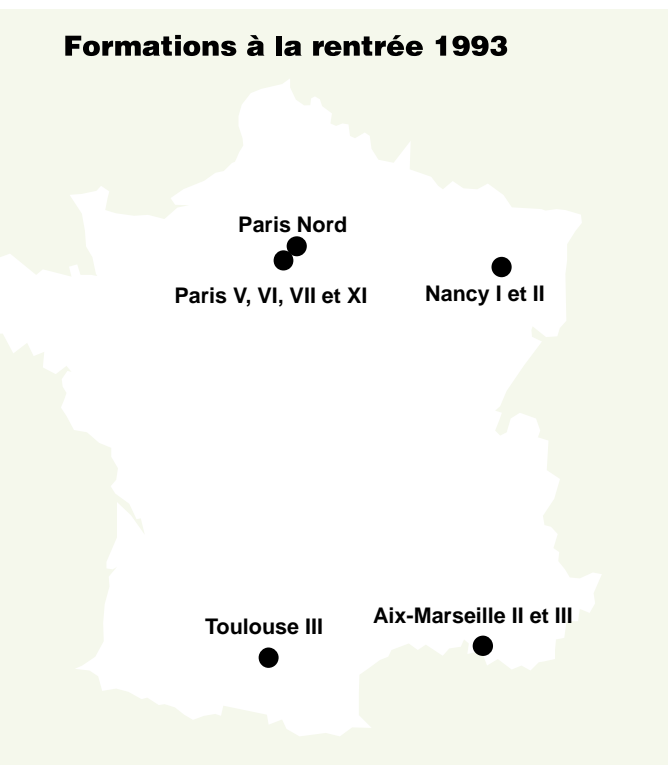 Formations à la rentrée 1993
Paris Nord
Paris V, VI, VII et XI
Nancy I et II
Toulouse III
Aix-Marseille II et III